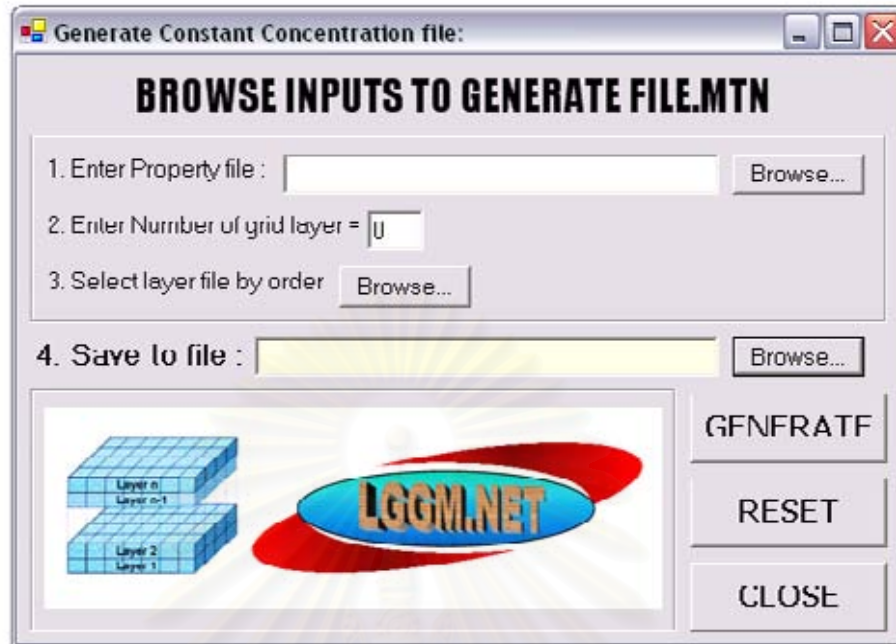 Generate Constant Concentration file:
BROWSE INPUTS TO GENERATE FILE.MTN
1. Enter Property file :
Browse...
2. Enter Number of grid layer = 0
3. Select layer file by order
Browse...
4. Save to file :
Browse...
GENERATE
Layer n
Layer n-1
Layer 2
Layer 1
LGGM.NET
RESET
CLOSE